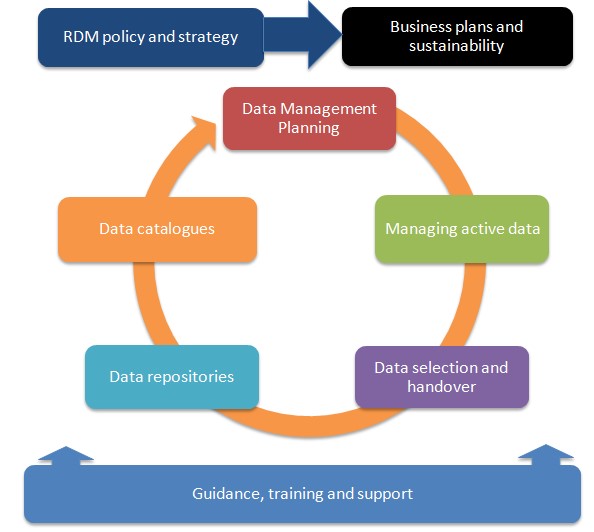 RDM policy and strategy
Business plans and
sustainability
Data Management
Planning
Data catalogues
Managing active data
Data repositories
Data selection and
handover
Guidance, training and support